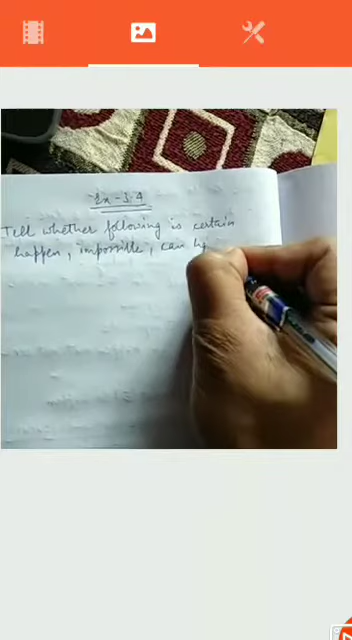 Ex - 3.4
Tell whether following is certain
happen, impossible, can